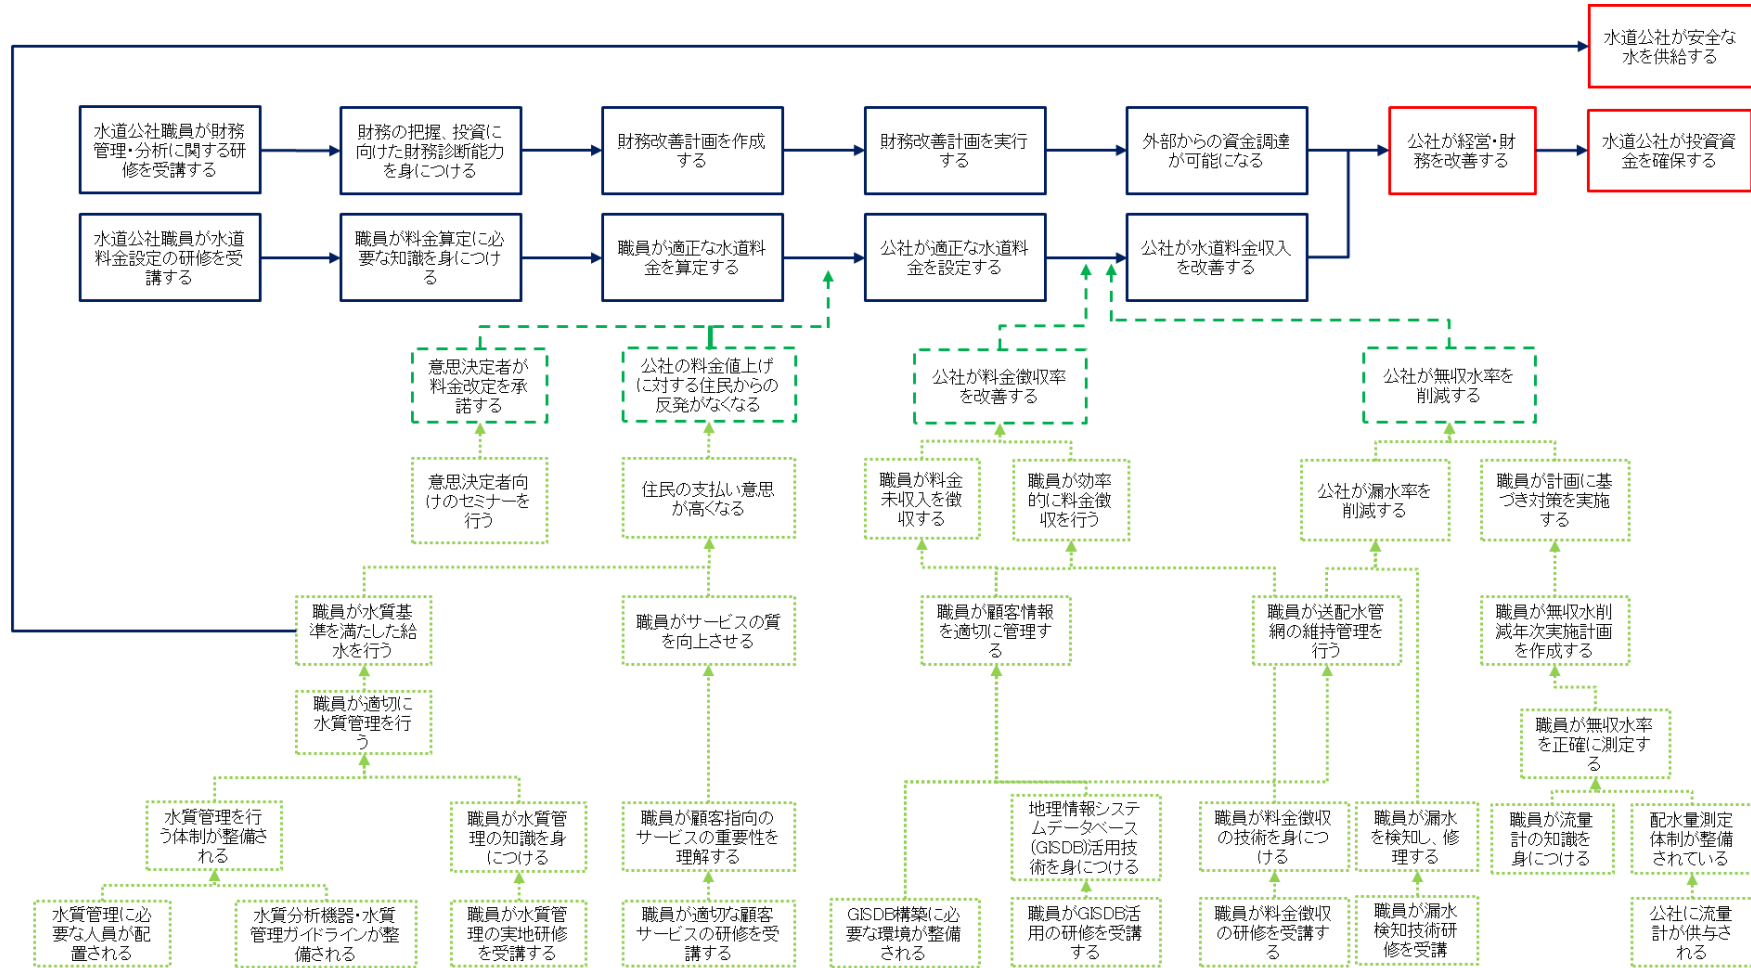 水道公社が安全な
水を供給する
水道公社職員が財務
管理・分析に関する研
修を受講する
財務の把握、投資に
向けた財務診断能力
を身につける
財務改善計画を作成
する
財務改善計画を実行
する
外部からの資金調達
が可能になる
公社が経営・財
務を改善する
水道公社が投資資
金を確保する
水道公社職員が水道
料金設定の研修を受
講する
職員が料金算定に必
要な知識を身につけ
る
職員が適正な水道料
金を算定する
公社が適正な水道料
金を設定する
公社が水道料金収入
を改善する
意思決定者が
料金改定を承
諾する
公社の料金値上げ
に対する住民からの
反発がなくなる
公社が料金徴収率
を改善する
公社が無収水率を
削減する
意思決定者向
けのセミナーを
行う
住民の支払い意思
が高くなる
職員が料金
未収入を徴
収する
職員が効率
的に料金徴
収を行う
公社が漏水率を
削減する
職員が計画に基
づき対策を実施
する
職員が水質基
準を満たした給
水を行う
職員がサービスの質
を向上させる
職員が顧客情報
を適切に管理す
る
職員が送配水管
網の維持管理を
行う
職員が無収水削
減年次実施計画
を作成する
職員が適切に
水質管理を行
う
職員が無収水率
を正確に測定す
る
水質管理を行
う体制が整備さ
れる
職員が水質管
理の知識を身
につける
職員が顧客指向の
サービスの重要性を
理解する
地理情報システ
ムデータベース
(GISDB)活用技
術を身につける
職員が料金徴収
の技術を身につ
ける
職員が漏水
を検知し、修
理する
職員が流量
計の知識を
身につける
配水量測定
体制が整備
されている
水質管理に必
要な人員が配
置される
水質分析機器・水質
管理ガイドラインが整
備される
職員が水質管
理の実地研修
を受講する
職員が適切な顧客
サービスの研修を受
講する
GISDB構築に必
要な環境が整備
される
職員がGISDB活
用の研修を受講
する
職員が料金徴収
の研修を受講す
る
職員が漏水
検知技術研
修を受講
公社に流量
計が供与さ
れる